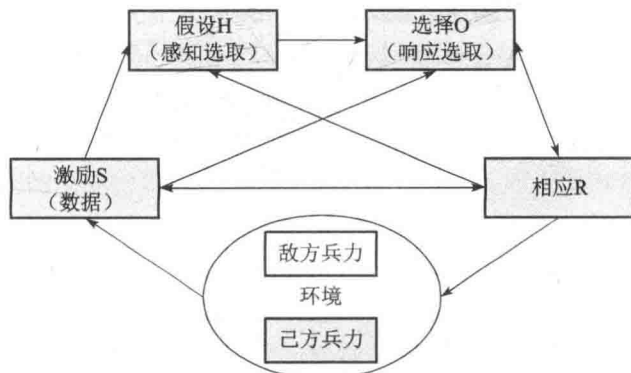 假设H
（感知选取）
选择O
（响应选取）
激励S
（数据）
相应R
敌方兵力
环境
己方兵力